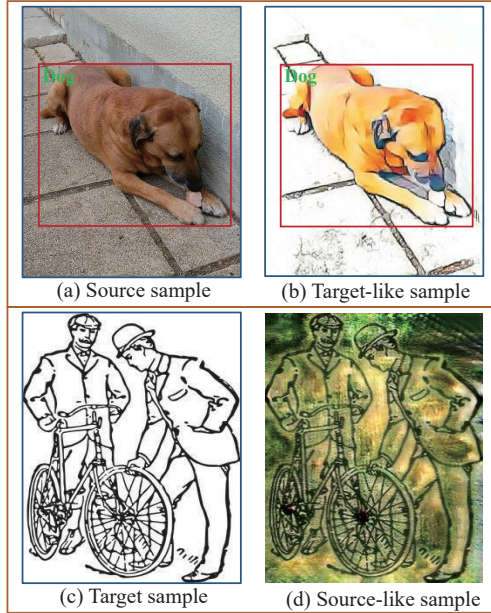 Dog
Dog
(a) Source sample
(b) Target-like sample
(c) Target sample
(d) Source-like sample